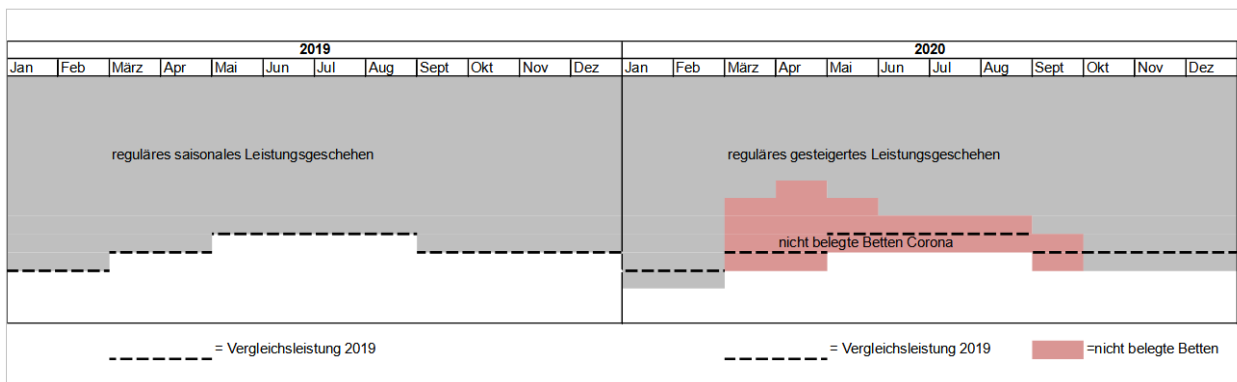 2019 2020
Jan Feb März Apr Mai Jun Jul Aug Sept Okt Nov Dez Jan Feb März Apr Mai Jun Jul Aug Sept Okt Nov Dez
reguläres saisonales Leistungsgeschehen reguläres gesteigertes Leistungsgeschehen
nicht belegte Betten Corona
= Vergleichsleistung 2019 = Vergleichsleistung 2019 =nicht belegte Betten